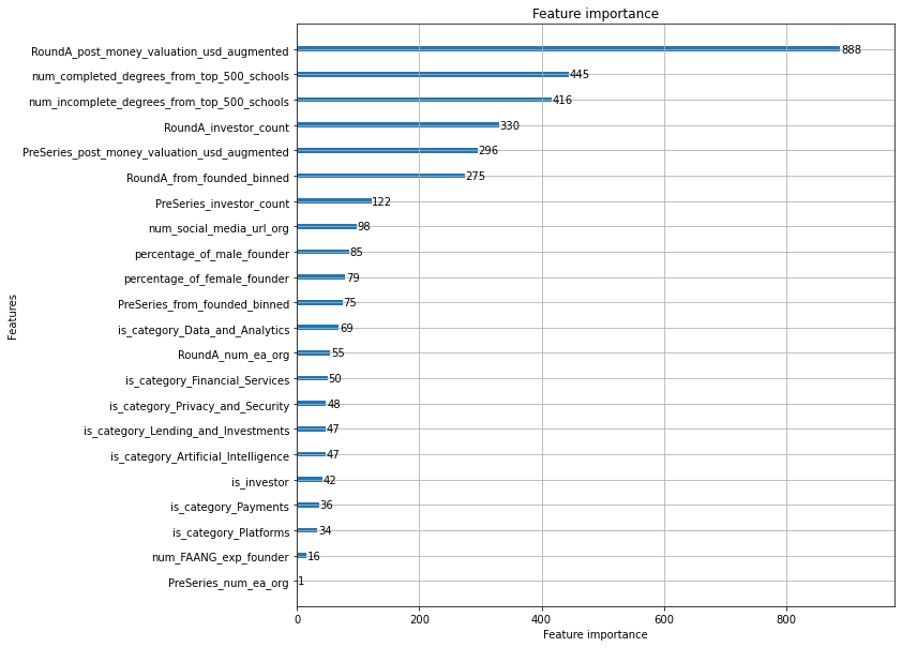 Feature importance
RoundA_post_money_valuation_usd_augmented 888
num_completed_degrees_from_top_500_schools 445
num_incomplete_degrees_from_top_500_schools 416
RoundA_investor_count 330
PreSeries_post_money_valuation_usd_augmented 296
RoundA_from_founded_binned 275
PreSeries_investor_count 122
num_social_media_url_org 98
percentage_of_male_founder 85
percentage_of_female_founder 79
PreSeries_from_founded_binned 75
is_category_Data_and_Analytics 69
RoundA_num_ea_org 55
is_category_Financial_Services 50
is_category_Privacy_and_Security 48
is_category_Lending_and_Investments 47
is_category_Artificial_Intelligence 47
is_investor 42
is_category_Payments 36
is_category_Platforms 34
num_FAANG_exp_founder 16
PreSeries_num_ea_org 1
Features
0 200 400 600 800
Feature importance